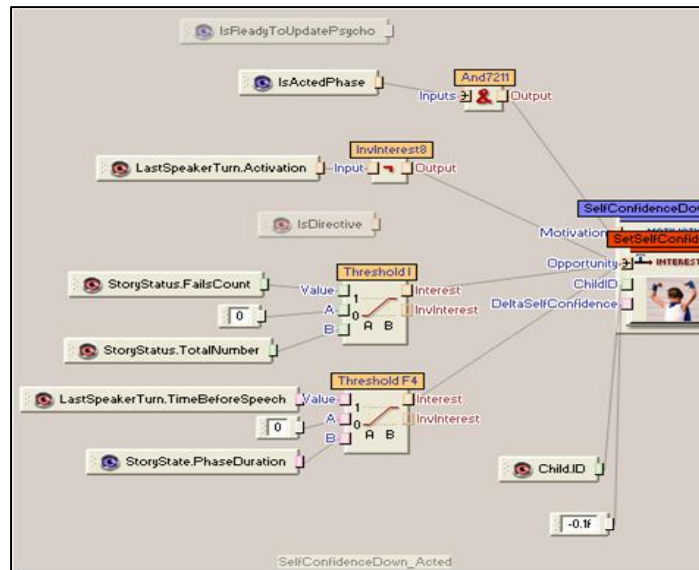 IsReadyToUpdatePsycho
IsActedPhase
And7211
Inputs
Output
InvInterest8
LastSpeakerTurn.Activation
Input
Output
IsDirective
SelfConfidenceDow
Motivation
SetSelfConfid
Opportunity
INTEREST
ChildID
DeltaSelfConfidence
Threshold I
StoryStatus.FailsCount
Value
1
Interest
0
A
0
InvInterest
B
A B
StoryStatus.TotalNumber
Threshold F4
LastSpeakerTurn.TimeBeforeSpeech
Value
1
Interest
0
A
0
InvInterest
B
A B
StoryState.PhaseDuration
Child.ID
-0.1f
SelfConfidenceDown_Acted